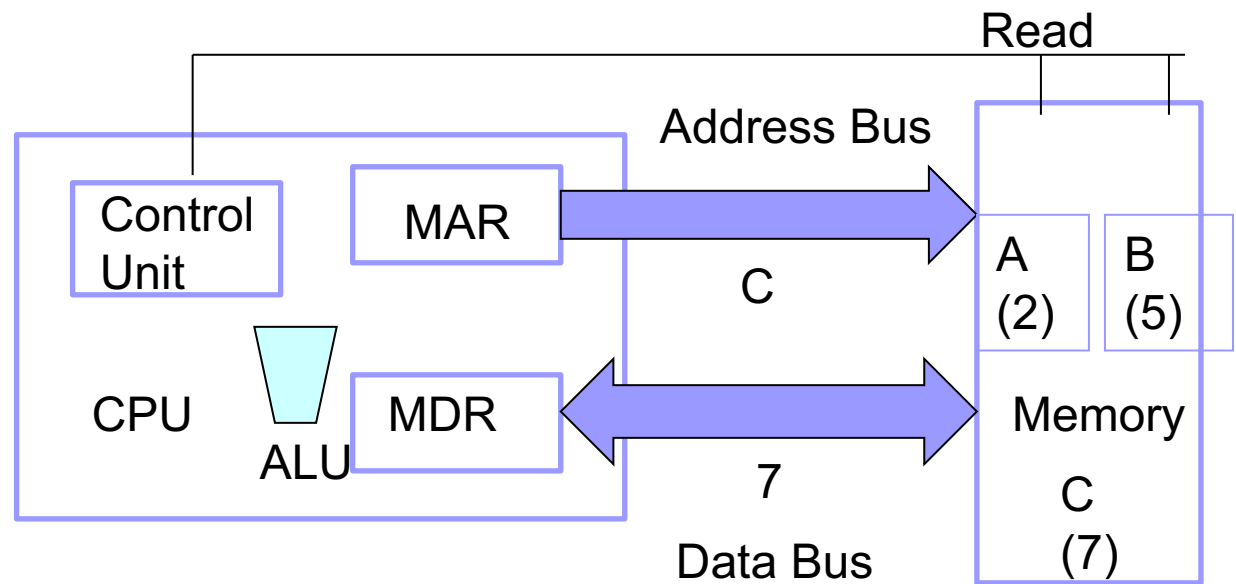 Read
Address Bus
Control
Unit
MAR
C
A
(2)
B
(5)
CPU
ALU
MDR
7
Data Bus
Memory
C
(7)